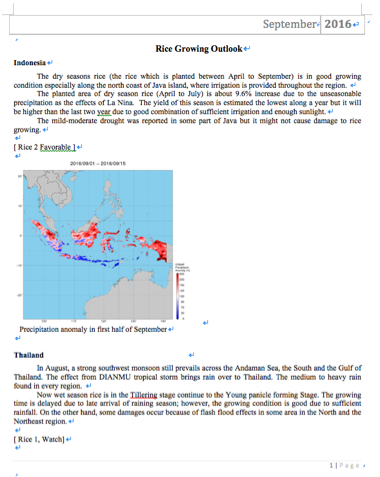 September 2016
Rice Growing Outlook
Indonesia
The dry seasons rice (the rice which is planted between April to September) is in good growing
condition especially along the north coast of Java island, where irrigation is provided throughout the region.
The planted area of dry season rice (April to July) is about 9.6% increase due to the unseasonable
precipitation as the effects of La Nina. The yield of this season is estimated the lowest along a year but it will
be higher than the last two year due to good combination of sufficient irrigation and enough sunlight.
The mild-moderate drought was reported in some part of Java but it might not cause damage to rice
growing.
[ Rice 2 Favorable ]
2016/09/01 – 2016/09/15
Precipitation anomaly in first half of September
Thailand
In August, a strong southwest monsoon still prevails across the Andaman Sea, the South and the Gulf of
Thailand. The effect from DIANMU tropical storm brings rain over to Thailand. The medium to heavy rain
found in every region.
Now wet season rice is in the Tillering stage continue to the Young panicle forming Stage. The growing
time is delayed due to late arrival of raining season; however, the growing condition is good due to sufficient
rainfall. On the other hand, some damages occur because of flash flood effects in some area in the North and the
Northeast region.
[ Rice 1, Watch]
1 | Page